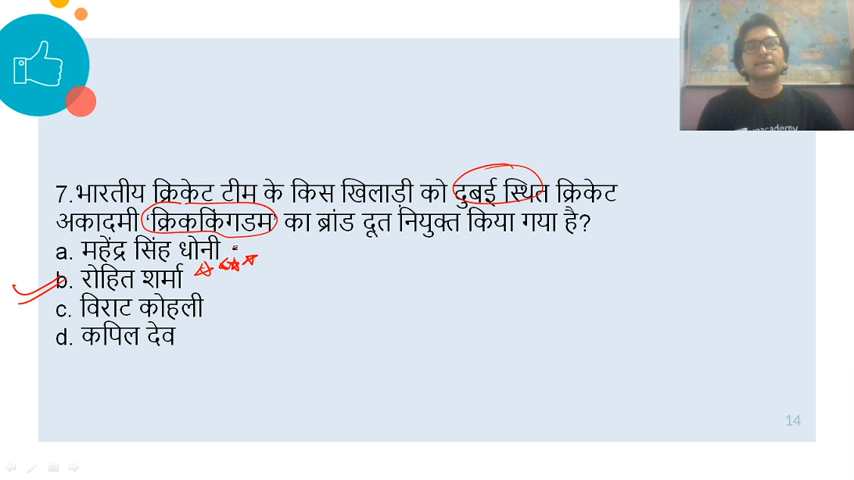 7.भारतीय क्रिकेट टीम के किस खिलाड़ी को दुबई स्थित क्रिकेट
अकादमी 'क्रिककिंगडम' का ब्रांड दूत नियुक्त किया गया है?
a. महेंद्र सिंह धोनी
b. रोहित शर्मा
c. विराट कोहली
d. कपिल देव
14